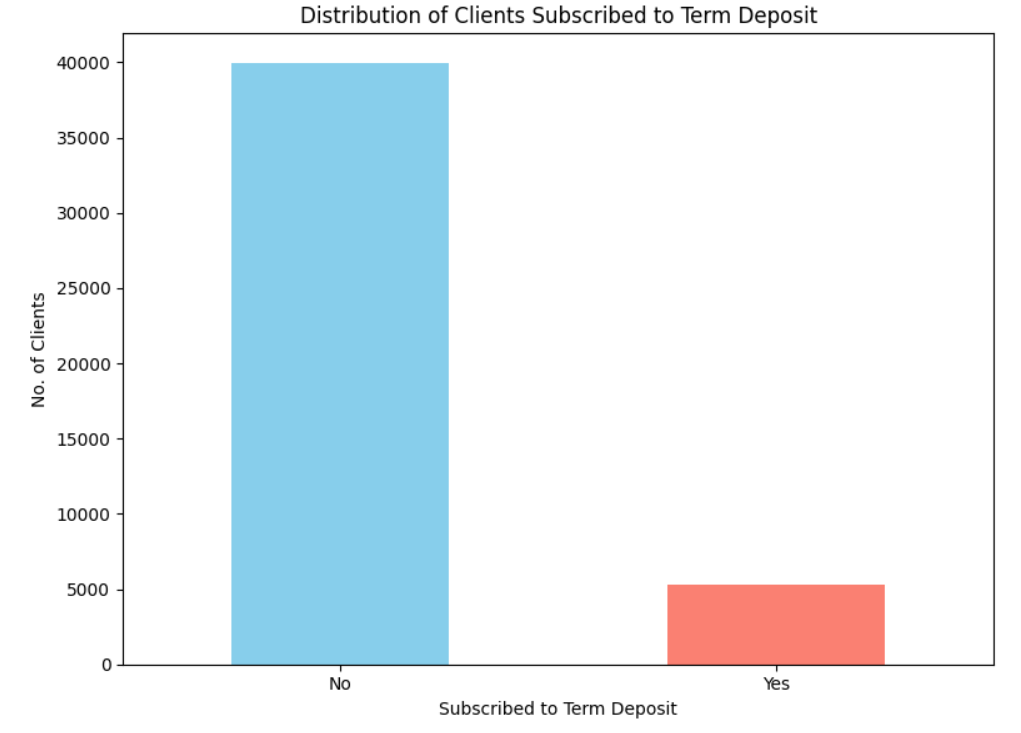 Distribution of Clients Subscribed to Term Deposit
40000
35000
30000
25000
20000
15000
10000
5000
0
No. of Clients
No Yes
Subscribed to Term Deposit